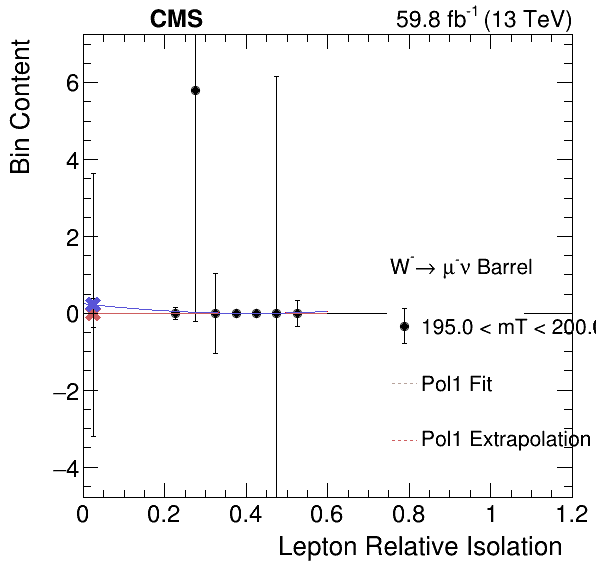 CMS
59.8 fb⁻¹ (13 TeV)
Bin Content
6
4
2
0
−2
−4
W⁻→ μ⁻ν Barrel
195.0 < mT < 200.0
Pol1 Fit
Pol1 Extrapolation
0 0.2 0.4 0.6 0.8 1 1.2
Lepton Relative Isolation